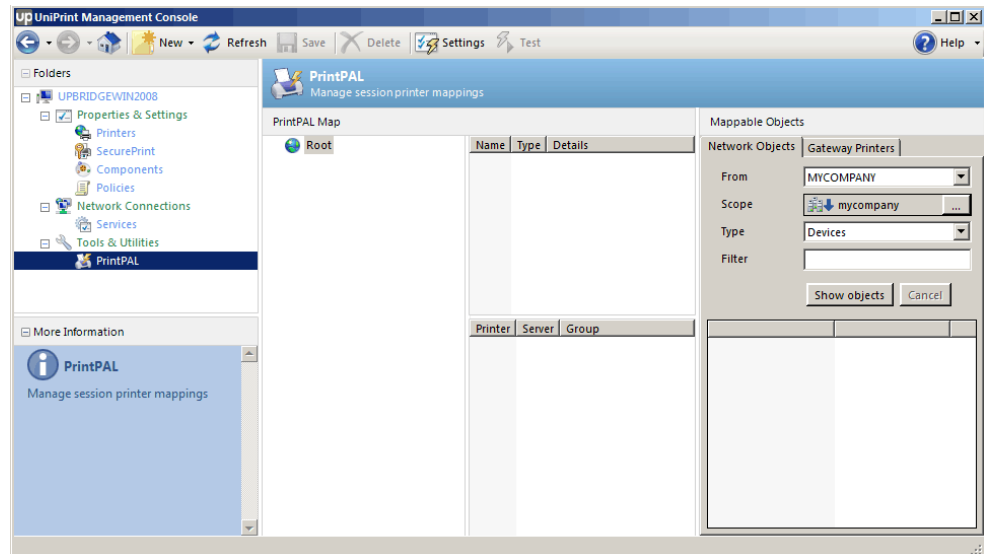 up UniPrint Management Console
New Refresh Save Delete Settings Test Help
Folders
UPBRIDGEWIN2008
Properties & Settings
Printers
SecurePrint
Components
Policies
Network Connections
Services
Tools & Utilities
PrintPAL
More Information
PrintPAL
Manage session printer mappings
PrintPAL
Manage session printer mappings
PrintPAL Map
Root
Name Type Details
Printer Server Group
Mappable Objects
Network Objects Gateway Printers
From MYCOMPANY
Scope mycompany ...
Type Devices
Filter
Show objects Cancel